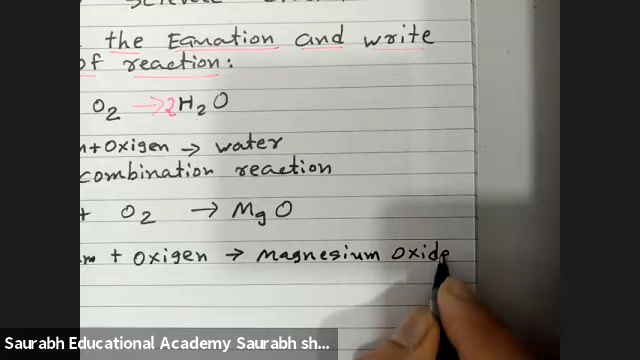 the Equation and write
of reaction:
O2 →2H2O
+Oxigen → water
combination reaction
+ O2 → MgO
+ Oxigen → Magnesium Oxide
Saurabh Educational Academy Saurabh sh...